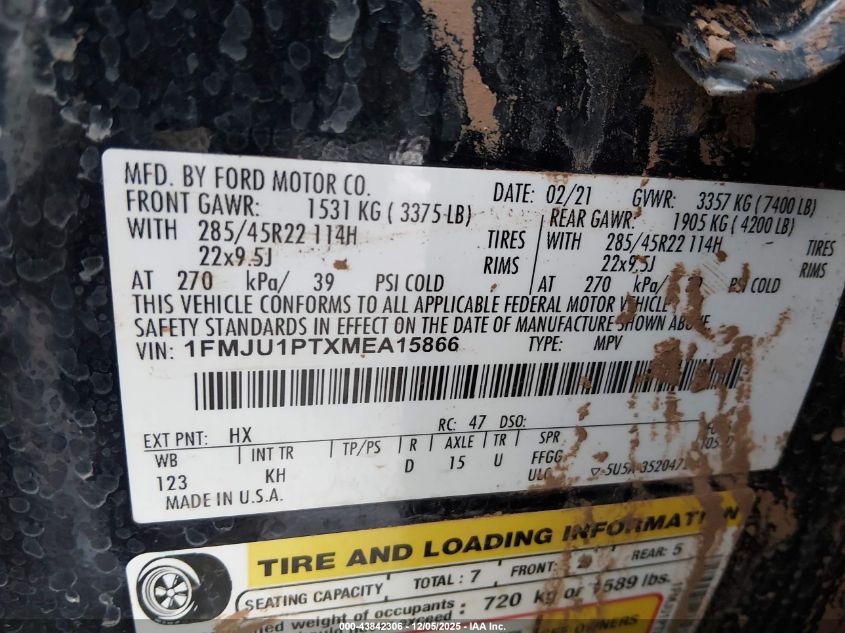 MFD. BY FORD MOTOR CO. DATE: 02/21 GVWR: 3357 KG ( 7400 LB)
FRONT GAWR: 1531 KG ( 3375 LB) REAR GAWR: 1905 KG ( 4200 LB)
WITH 285/45R22 114H TIRES WITH 285/45R22 114H TIRES
22x9.5J RIMS 22x9.5J RIMS
AT 270 kPa/ 39 PSI COLD AT 270 kPa/ PSI COLD
THIS VEHICLE CONFORMS TO ALL APPLICABLE FEDERAL MOTOR VEHICLE
SAFETY STANDARDS IN EFFECT ON THE DATE OF MANUFACTURE SHOWN ABOVE.
VIN: 1FMJU1PTXMEA15866 TYPE: MPV
RC: 47 DSO:
EXT PNT: HX
WB INT TR TP/PS R AXLE TR SPR
123 KH D 15 U FFGG
MADE IN U.S.A. ULC
TIRE AND LOADING INFORMATION
SEATING CAPACITY TOTAL : 7 FRONT: REAR: 5
weight of occupants : 720 kg or 1589 lbs.
OWNERS
-- STOCK: 43842306 -- 12/05/2025 -- IAA Inc. --